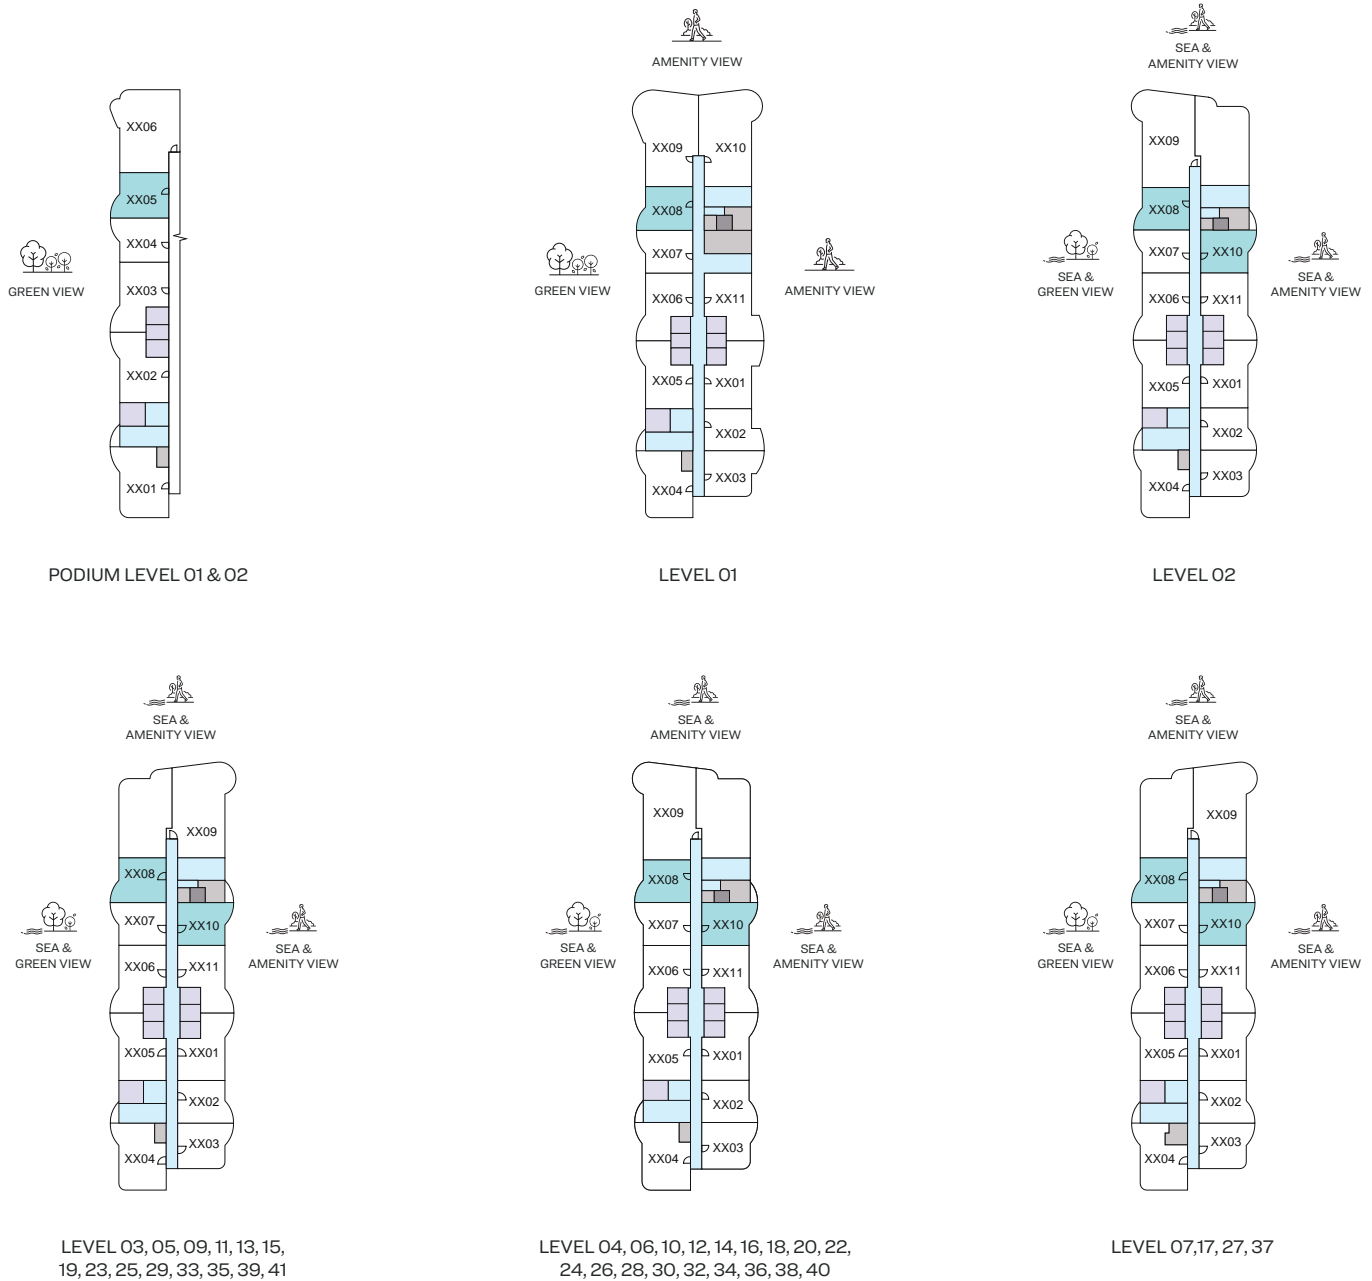 XX06
XX05
XX04
XX03
XX02
XX01
GREEN VIEW
PODIUM LEVEL 01 & 02
AMENITY VIEW
XX09 XX10
XX08
XX07
XX06 XX11
XX05 XX01
XX02
XX04 XX03
GREEN VIEW
AMENITY VIEW
LEVEL 01
SEA &
AMENITY VIEW
XX09
XX08
XX07 XX10
XX06 XX11
XX05 XX01
XX02
XX04 XX03
SEA &
GREEN VIEW
SEA &
AMENITY VIEW
LEVEL 02
SEA &
AMENITY VIEW
XX09
XX08
XX07 XX10
XX06 XX11
XX05 XX01
XX02
XX04 XX03
SEA &
GREEN VIEW
SEA &
AMENITY VIEW
LEVEL 03, 05, 09, 11, 13, 15,
19, 23, 25, 29, 33, 35, 39, 41
SEA &
AMENITY VIEW
XX09
XX08
XX07 XX10
XX06 XX11
XX05 XX01
XX02
XX04 XX03
SEA &
GREEN VIEW
SEA &
AMENITY VIEW
LEVEL 04, 06, 10, 12, 14, 16, 18, 20, 22,
24, 26, 28, 30, 32, 34, 36, 38, 40
SEA &
AMENITY VIEW
XX09
XX08
XX07 XX10
XX06 XX11
XX05 XX01
XX02
XX04 XX03
SEA &
GREEN VIEW
SEA &
AMENITY VIEW
LEVEL 07,17, 27, 37